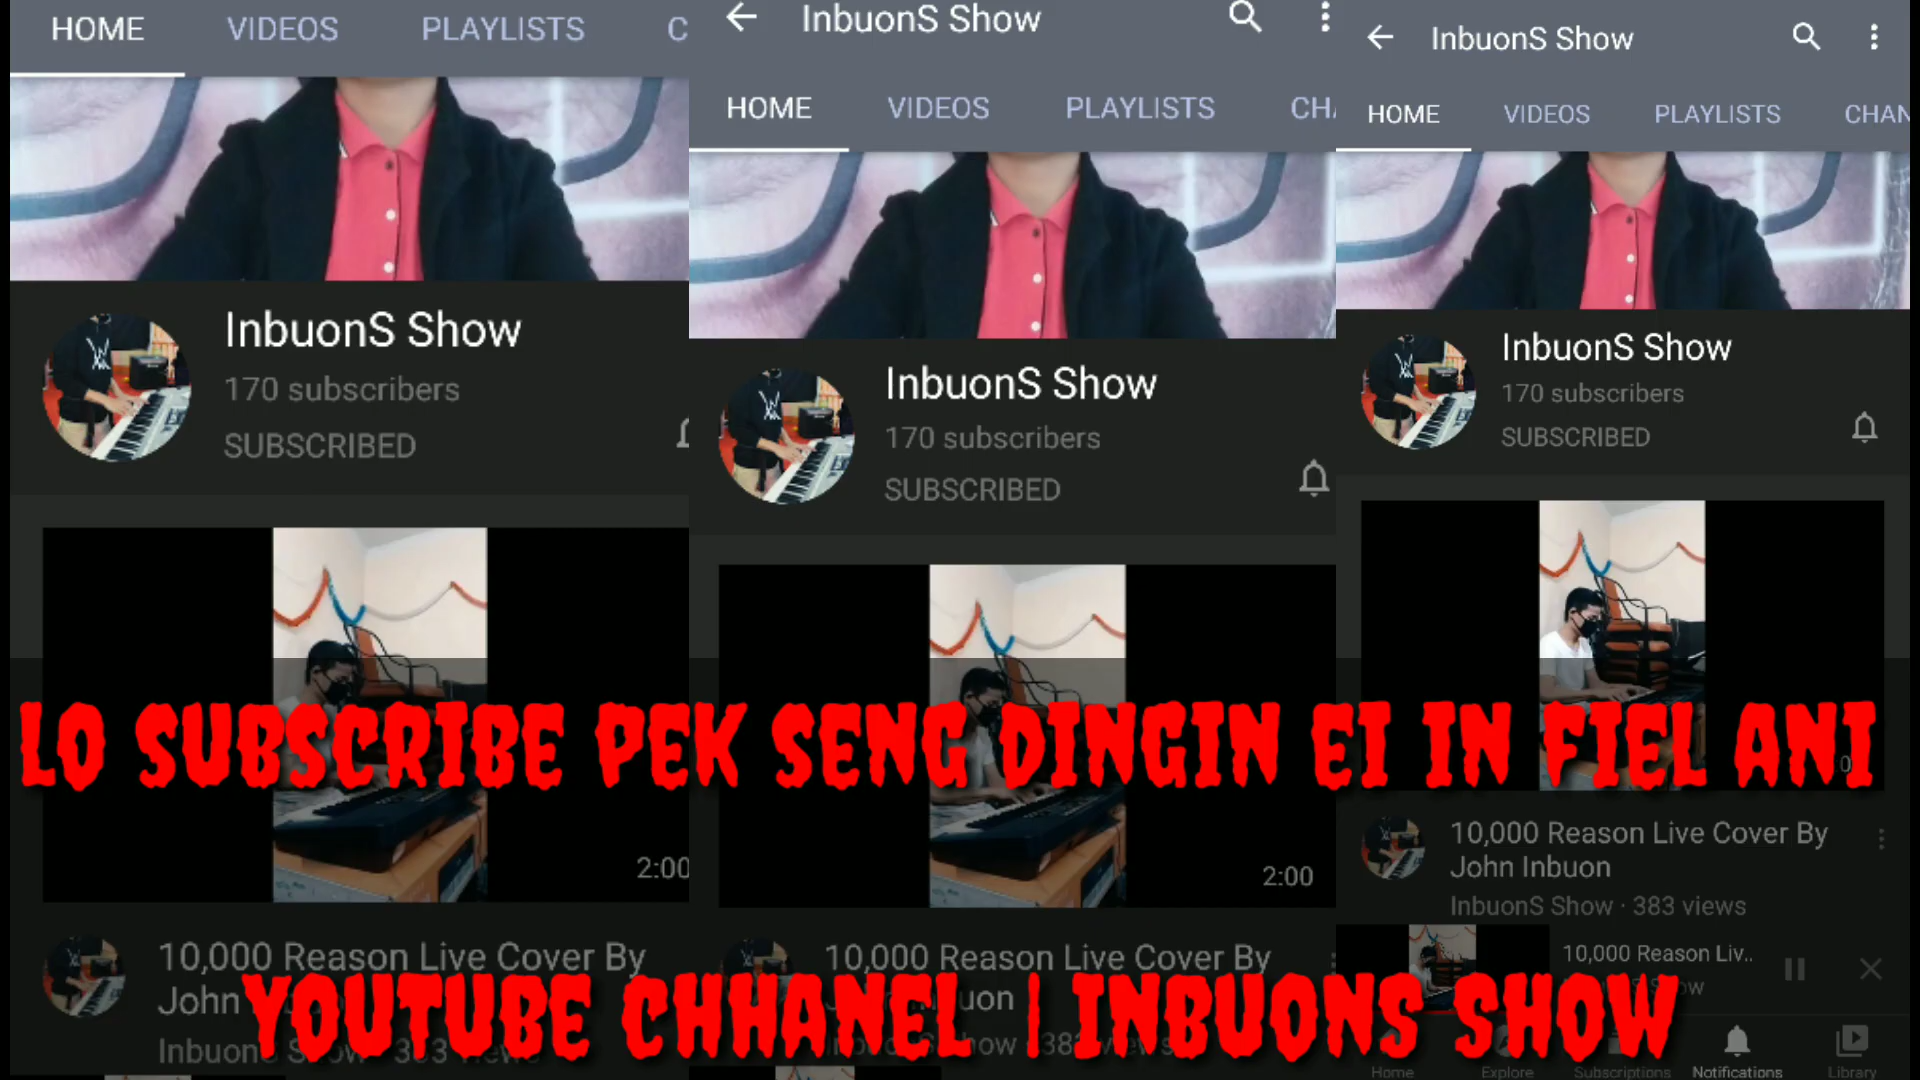 HOME VIDEOS PLAYLISTS C
InbuonS Show
170 subscribers
SUBSCRIBED
2:00
10,000 Reason Live Cover By
John
InbuonS Show
HOME VIDEOS PLAYLISTS CHA
InbuonS Show
170 subscribers
SUBSCRIBED
2:00
10,000 Reason Live Cover By
InbuonS Show
HOME VIDEOS PLAYLISTS CHAN
InbuonS Show
170 subscribers
SUBSCRIBED
10,000 Reason Live Cover By
John Inbuon
InbuonS Show · 383 views
10,000 Reason Liv..
Home Explore Subscriptions Notifications Library
LO SUBSCRIBE PEK SENG DINGIN EI IN FIEL ANI
YOUTUBE CHHANEL | INBUONS SHOW